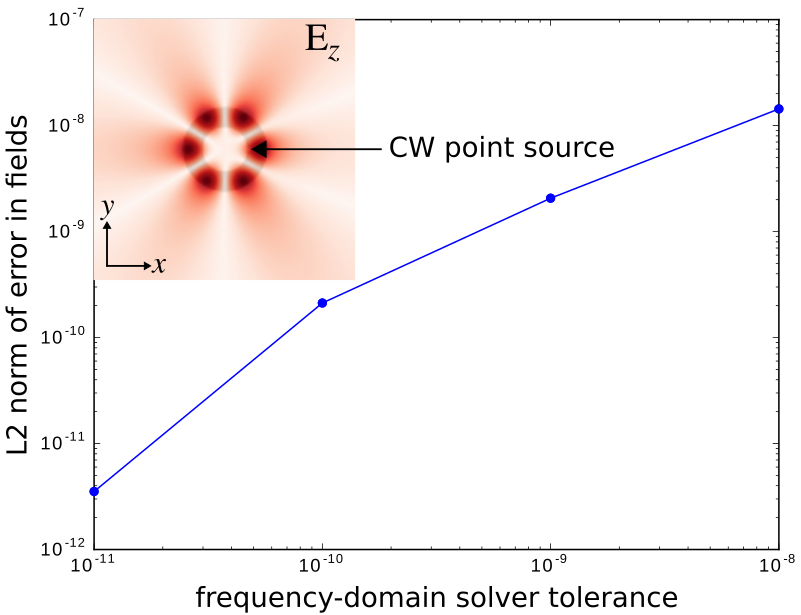 10⁻⁷
E_z
10⁻⁸
CW point source
y
x
10⁻⁹
10⁻¹⁰
10⁻¹¹
10⁻¹²
L2 norm of error in fields
10⁻¹¹ 10⁻¹⁰ 10⁻⁹ 10⁻⁸
frequency-domain solver tolerance